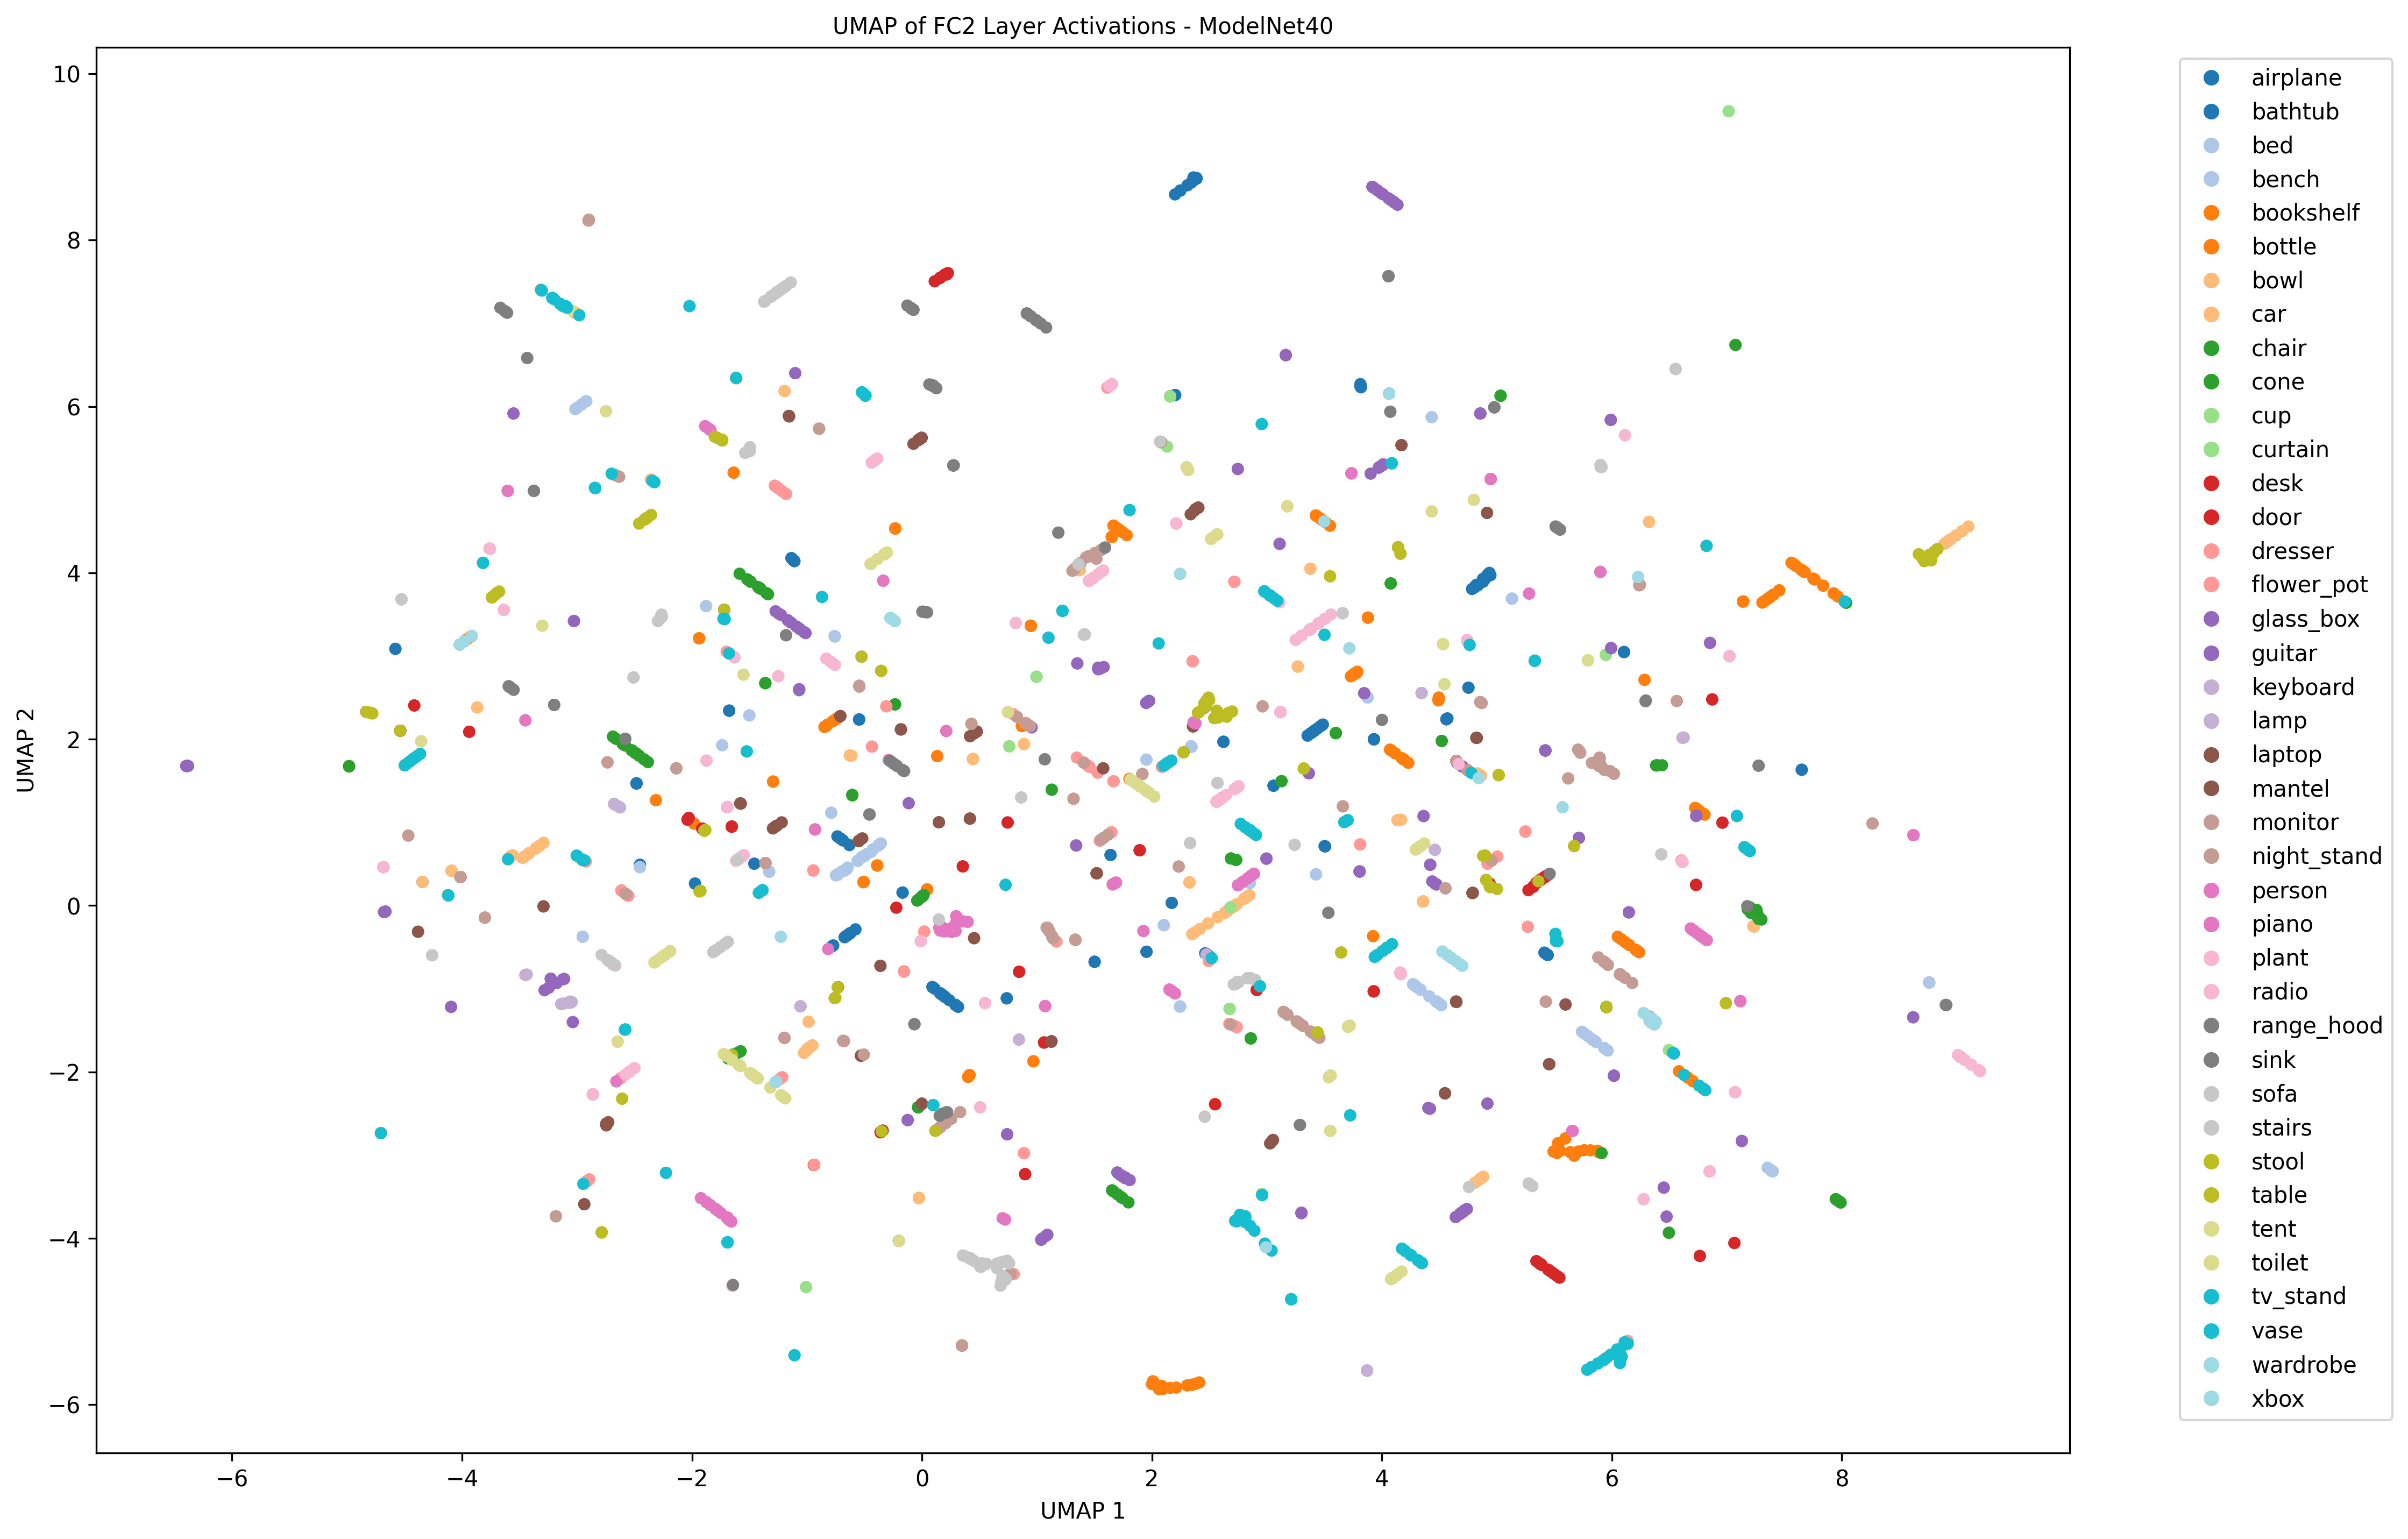 UMAP of FC2 Layer Activations - ModelNet40
10
8
6
4
2
0
−2
−4
−6
UMAP 2
−6
−4
−2
0
2
4
6
8
UMAP 1
airplane
bathtub
bed
bench
bookshelf
bottle
bowl
car
chair
cone
cup
curtain
desk
door
dresser
flower_pot
glass_box
guitar
keyboard
lamp
laptop
mantel
monitor
night_stand
person
piano
plant
radio
range_hood
sink
sofa
stairs
stool
table
tent
toilet
tv_stand
vase
wardrobe
xbox